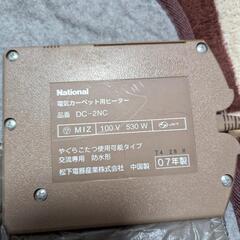 National
電気カーペット用ヒーター
品番 DC-2NC
MIZ 100V 530W
やぐらこたつ使用可能タイプ
交流専用 防水形
松下電器産業株式会社 中国製
07年製